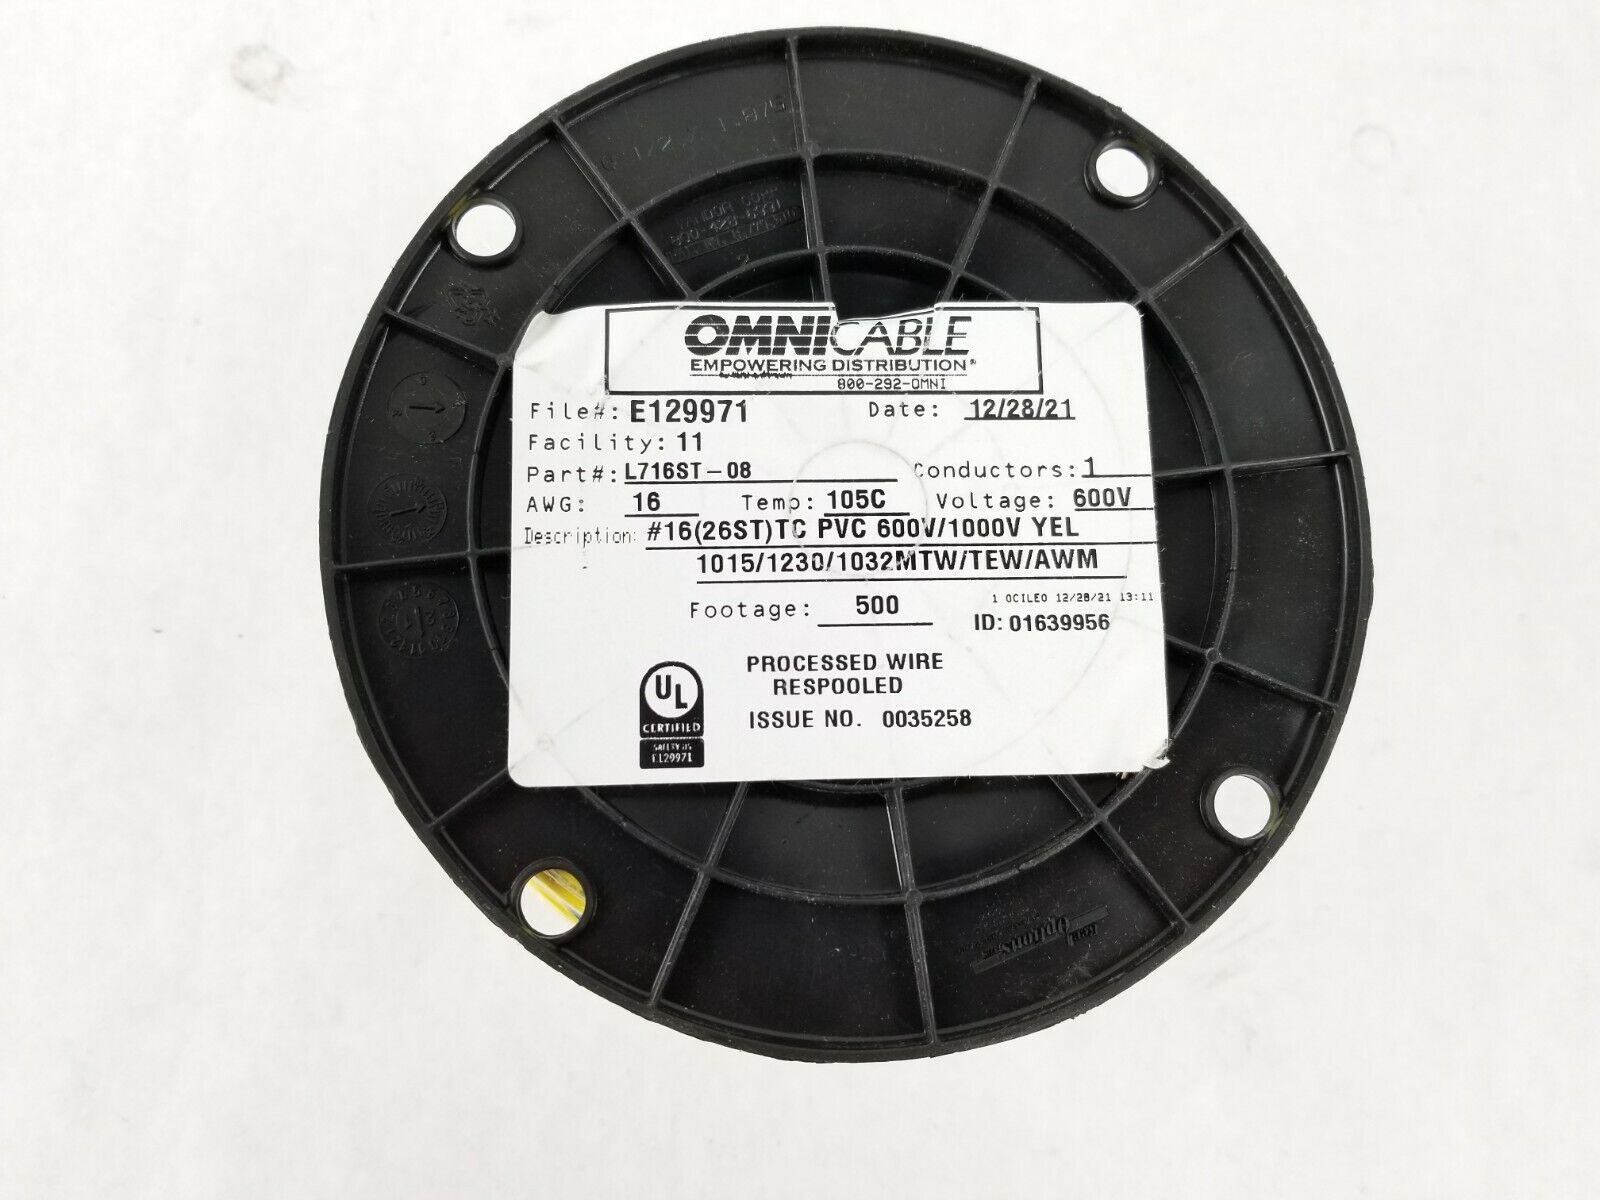 OMNICABLE
EMPOWERING DISTRIBUTION®
800-292-OMNI
File#: E129971 Date: 12/28/21
Facility: 11
Part#: L716ST-08 Conductors: 1
AWG: 16 Temp: 105C Voltage: 600V
Description: #16(26ST)TC PVC 600V/1000V YEL
1015/1230/1032MTW/TEW/AWM
1 OCILEO 12/28/21 13:11
Footage: 500
ID: 01639956
PROCESSED WIRE
RESPOOLED
ISSUE NO. 0035258
UL
CERTIFIED
SAFETY US
E129971